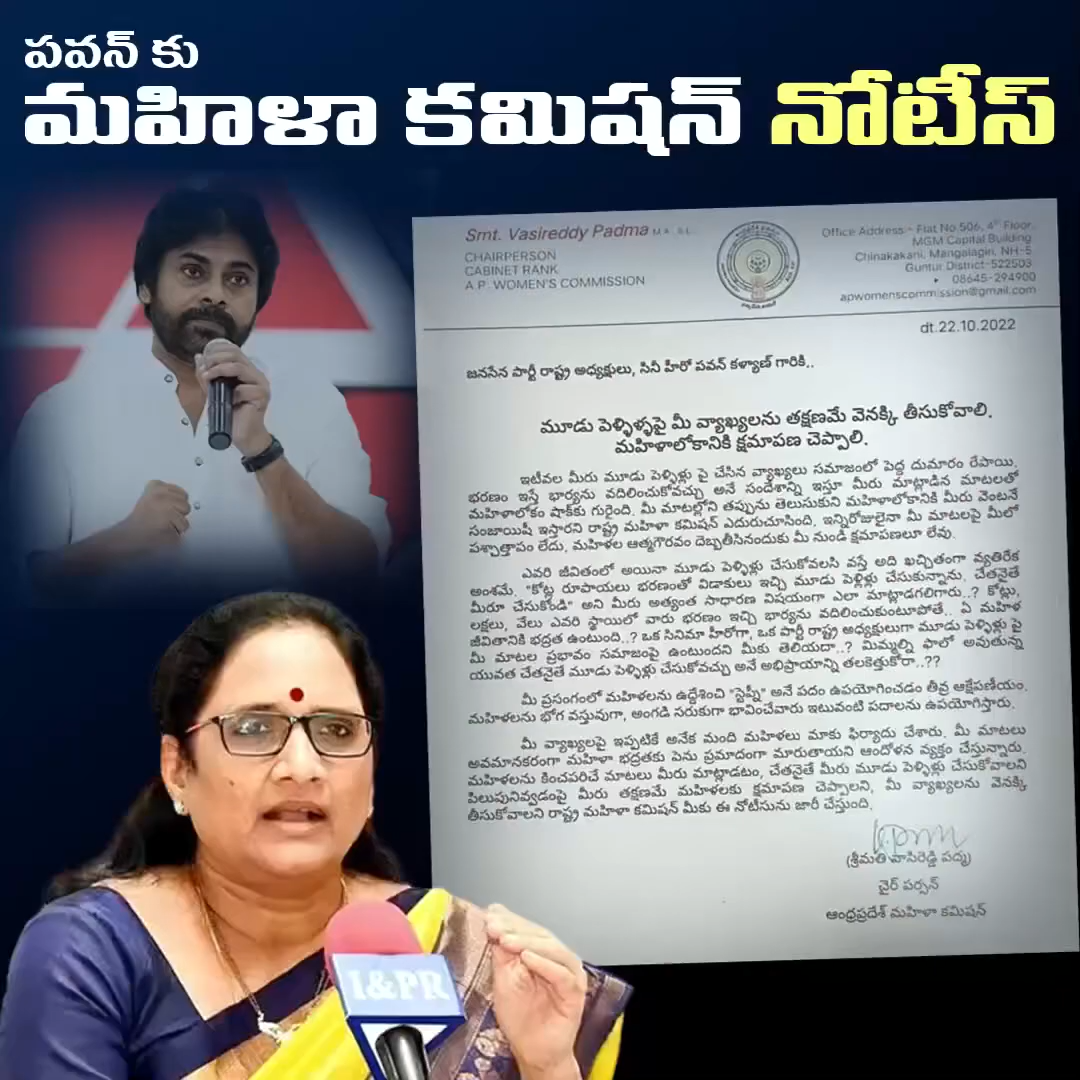 పవన్ కు
మహిళా కమిషన్ నోటీస్
Smt. Vasireddy Padma M.A., B.L.
CHAIRPERSON
CABINET RANK
A.P. WOMEN'S COMMISSION
Office Address:- Flat No.506, 4th Floor,
MGM Capital Building
Chinakakani, Mangalagiri, NH-5
Guntur District-522503.
08645-294900
apwomenscommission@gmail.com
dt.22.10.2022
జనసేన పార్టీ రాష్ట్ర అధ్యక్షులు, సినీ హీరో పవన్ కళ్యాణ్ గారికి..
మూడు పెళ్ళిళ్ళపై మీ వ్యాఖ్యలను తక్షణమే వెనక్కి తీసుకోవాలి.
మహిళాలోకానికి క్షమాపణ చెప్పాలి.
ఇటీవల మీరు మూడు పెళ్ళిళ్లు పై చేసిన వ్యాఖ్యలు సమాజంలో పెద్ద దుమారం రేపాయి.
భరణం ఇస్తే భార్యను వదిలించుకోవచ్చు అనే సందేశాన్ని ఇస్తూ మీరు మాట్లాడిన మాటలతో
మహిళాలోకం షాక్‌కు గురైంది. మీ మాటల్లోని తప్పును తెలుసుకుని మహిళాలోకానికి మీరు వెంటనే
సంజాయిషీ ఇస్తారని రాష్ట్ర మహిళా కమిషన్ ఎదురుచూసింది. ఇన్నిరోజులైనా మీ మాటలపై మీలో
పశ్చాత్తాపం లేదు, మహిళల ఆత్మగౌరవం దెబ్బతీసినందుకు మీ నుండి క్షమాపణలూ లేవు.
ఎవరి జీవితంలో అయినా మూడు పెళ్ళిళ్లు చేసుకోవలసి వస్తే అది ఖచ్చితంగా వ్యతిరేక
అంశమే. "కోట్ల రూపాయలు భరణంతో విడాకులు ఇచ్చి మూడు పెళ్లిళ్లు చేసుకున్నాను. చేతనైతే
మీరూ చేసుకోండి" అని మీరు అత్యంత సాధారణ విషయంగా ఎలా మాట్లాడగలిగారు..? కోట్లు,
లక్షలు, వేలు ఎవరి స్థాయిలో వారు భరణం ఇచ్చి భార్యను వదిలించుకుంటూపోతే.. ఏ మహిళ
జీవితానికి భద్రత ఉంటుంది..? ఒక సినిమా హీరోగా, ఒక పార్టీ రాష్ట్ర అధ్యక్షులుగా మూడు పెళ్ళిళ్లు పై
మీ మాటల ప్రభావం సమాజంపై ఉంటుందని మీకు తెలియదా..? మిమ్మల్ని ఫాలో అవుతున్న
యువత చేతనైతే మూడు పెళ్ళిళ్లు చేసుకోవచ్చు అనే అభిప్రాయాన్ని తలకెత్తుకోరా..??
మీ ప్రసంగంలో మహిళలను ఉద్దేశించి "స్టెప్నీ" అనే పదం ఉపయోగించడం తీవ్ర ఆక్షేపణీయం.
మహిళలను భోగ వస్తువుగా, అంగడి సరుకుగా భావించేవారు ఇటువంటి పదాలను ఉపయోగిస్తారు.
మీ వ్యాఖ్యలపై ఇప్పటికే అనేక మంది మహిళలు మాకు ఫిర్యాదు చేశారు. మీ మాటలు
అవమానకరంగా మహిళా భద్రతకు పెను ప్రమాదంగా మారుతాయని ఆందోళన వ్యక్తం చేస్తున్నారు.
మహిళలను కించపరిచే మాటలు మీరు మాట్లాడటం, చేతనైతే మీరు మూడు పెళ్ళిళ్లు చేసుకోవాలని
పిలుపునివ్వడంపై మీరు తక్షణమే మహిళలకు క్షమాపణ చెప్పాలని, మీ వ్యాఖ్యలను వెనక్కి
తీసుకోవాలని రాష్ట్ర మహిళా కమిషన్ మీకు ఈ నోటీసును జారీ చేస్తుంది.
(శ్రీమతి వాసిరెడ్డి పద్మ)
చైర్ పర్సన్
ఆంధ్రప్రదేశ్ మహిళా కమిషన్
I&PR